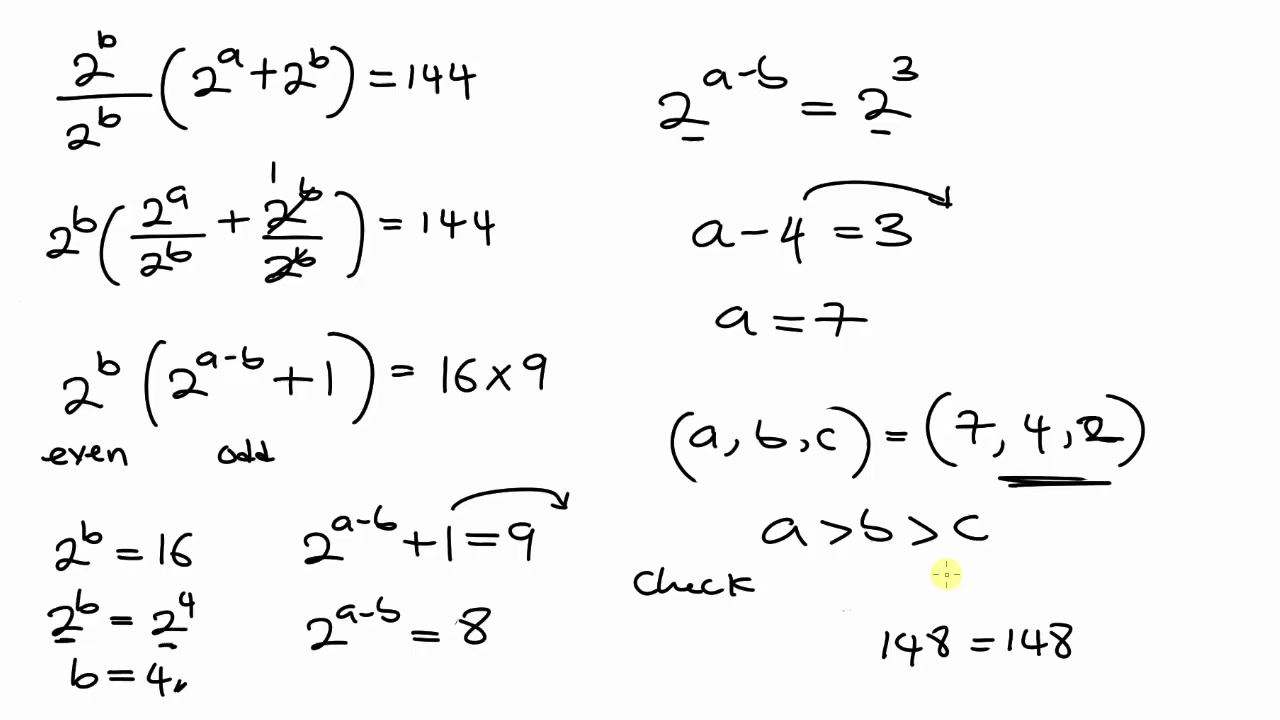 2^b/2^b (2^a + 2^b) = 144
2^b (2^a/2^b + 2^b/2^b 1) = 144
2^b (2^(a-b) + 1) = 16 × 9
even odd
2^b = 16
2^b = 2^4
b = 4
2^(a-b) + 1 = 9
2^(a-b) = 8
2^(a-b) = 2^3
a - 4 = 3
a = 7
(a, b, c) = (7, 4, 2)
a > b > c
Check
148 = 148